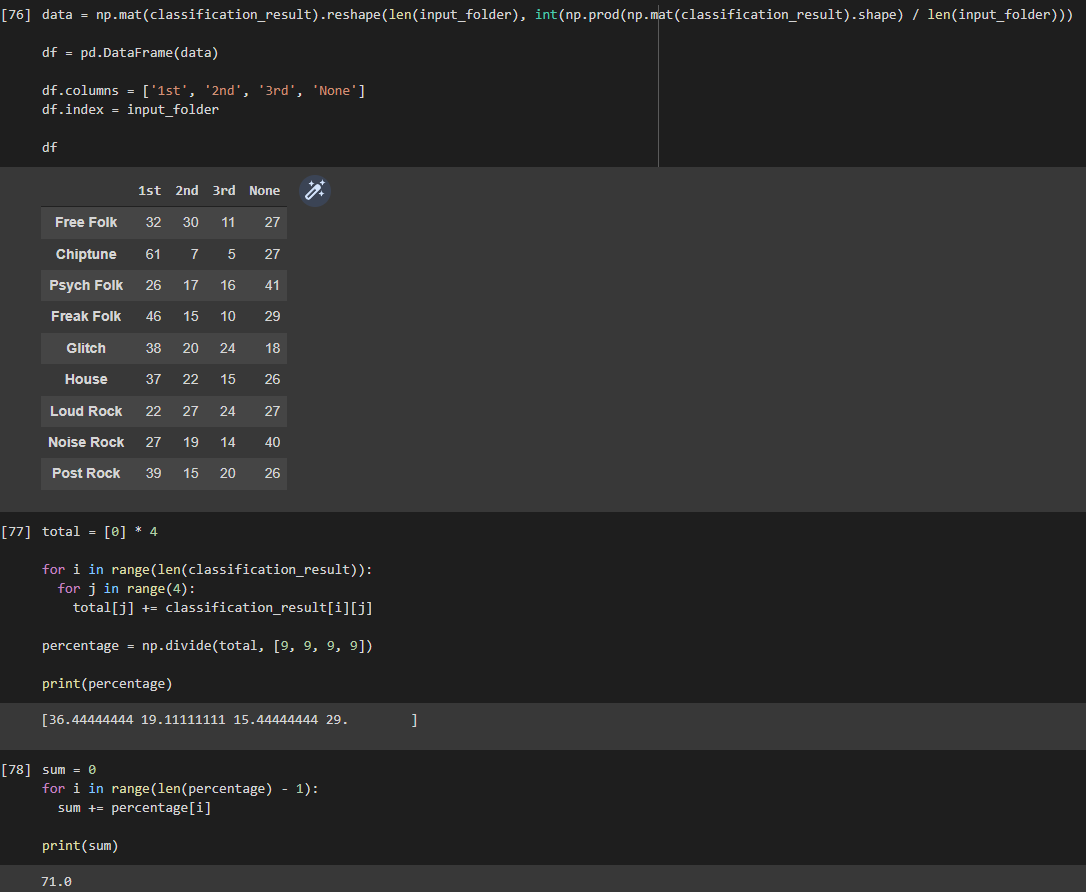 [76] data = np.mat(classification_result).reshape(len(input_folder), int(np.prod(np.mat(classification_result).shape) / len(input_folder)))
df = pd.DataFrame(data)
df.columns = ['1st', '2nd', '3rd', 'None']
df.index = input_folder
df
1st 2nd 3rd None
Free Folk 32 30 11 27
Chiptune 61 7 5 27
Psych Folk 26 17 16 41
Freak Folk 46 15 10 29
Glitch 38 20 24 18
House 37 22 15 26
Loud Rock 22 27 24 27
Noise Rock 27 19 14 40
Post Rock 39 15 20 26
[77] total = [0] * 4
for i in range(len(classification_result)):
for j in range(4):
total[j] += classification_result[i][j]
percentage = np.divide(total, [9, 9, 9, 9])
print(percentage)
[36.44444444 19.11111111 15.44444444 29.        ]
[78] sum = 0
for i in range(len(percentage) - 1):
sum += percentage[i]
print(sum)
71.0